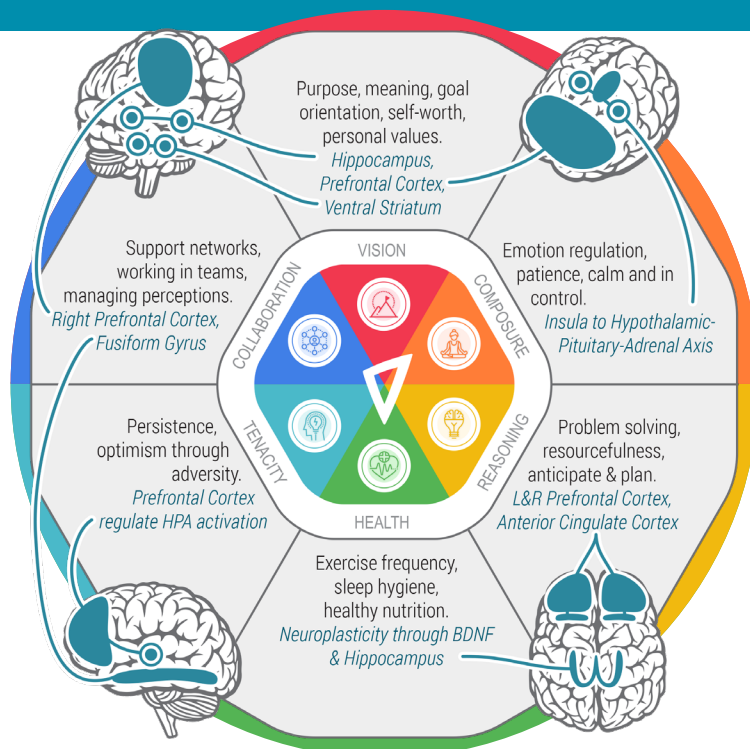 Purpose, meaning, goal
orientation, self-worth,
personal values.
Hippocampus,
Prefrontal Cortex,
Ventral Striatum
Support networks,
working in teams,
managing perceptions.
Right Prefrontal Cortex,
Fusiform Gyrus
Emotion regulation,
patience, calm and in
control.
Insula to Hypothalamic-
Pituitary-Adrenal Axis
VISION
COLLABORATION
COMPOSURE
TENACITY
REASONING
HEALTH
Persistence,
optimism through
adversity.
Prefrontal Cortex
regulate HPA activation
Problem solving,
resourcefulness,
anticipate & plan.
L&R Prefrontal Cortex,
Anterior Cingulate Cortex
Exercise frequency,
sleep hygiene,
healthy nutrition.
Neuroplasticity through BDNF
& Hippocampus